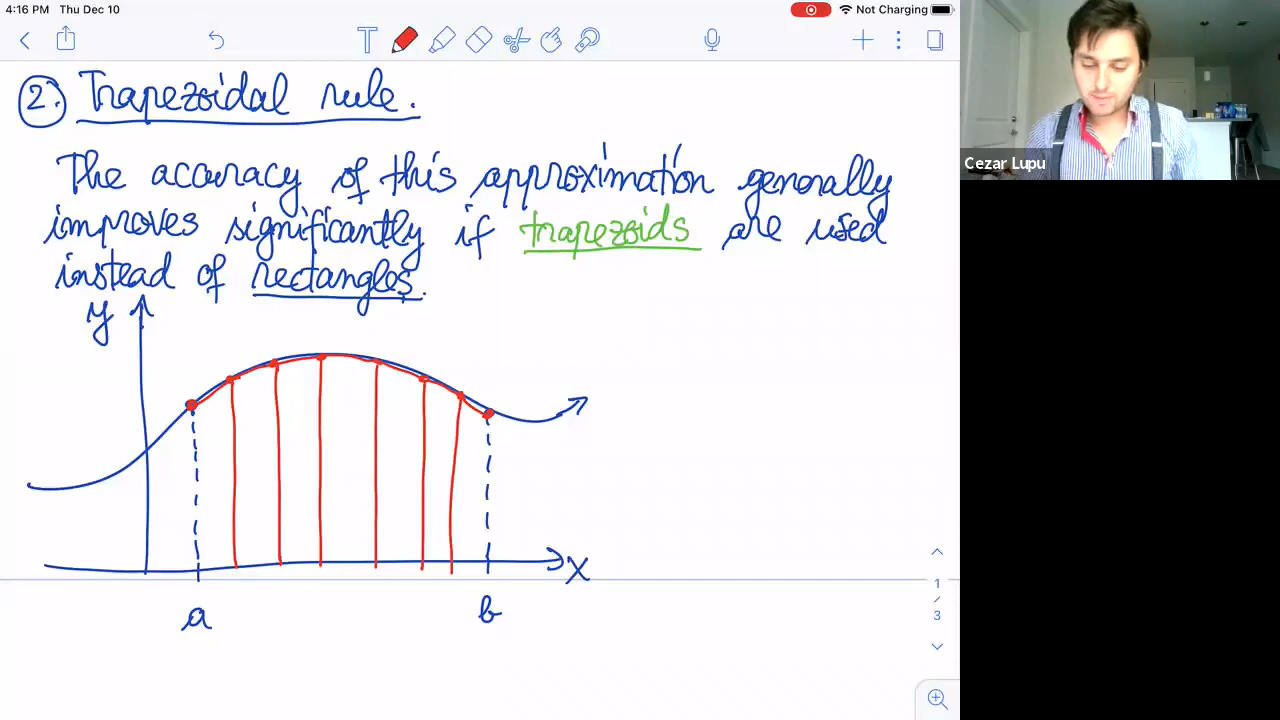 4:16 PM Thu Dec 10
Not Charging
T
2. Trapezoidal rule.
The accuracy of this approximation generally
improves significantly if trapezoids are used
instead of rectangles.
y
x
a
b
1
/
3
Cezar Lupu